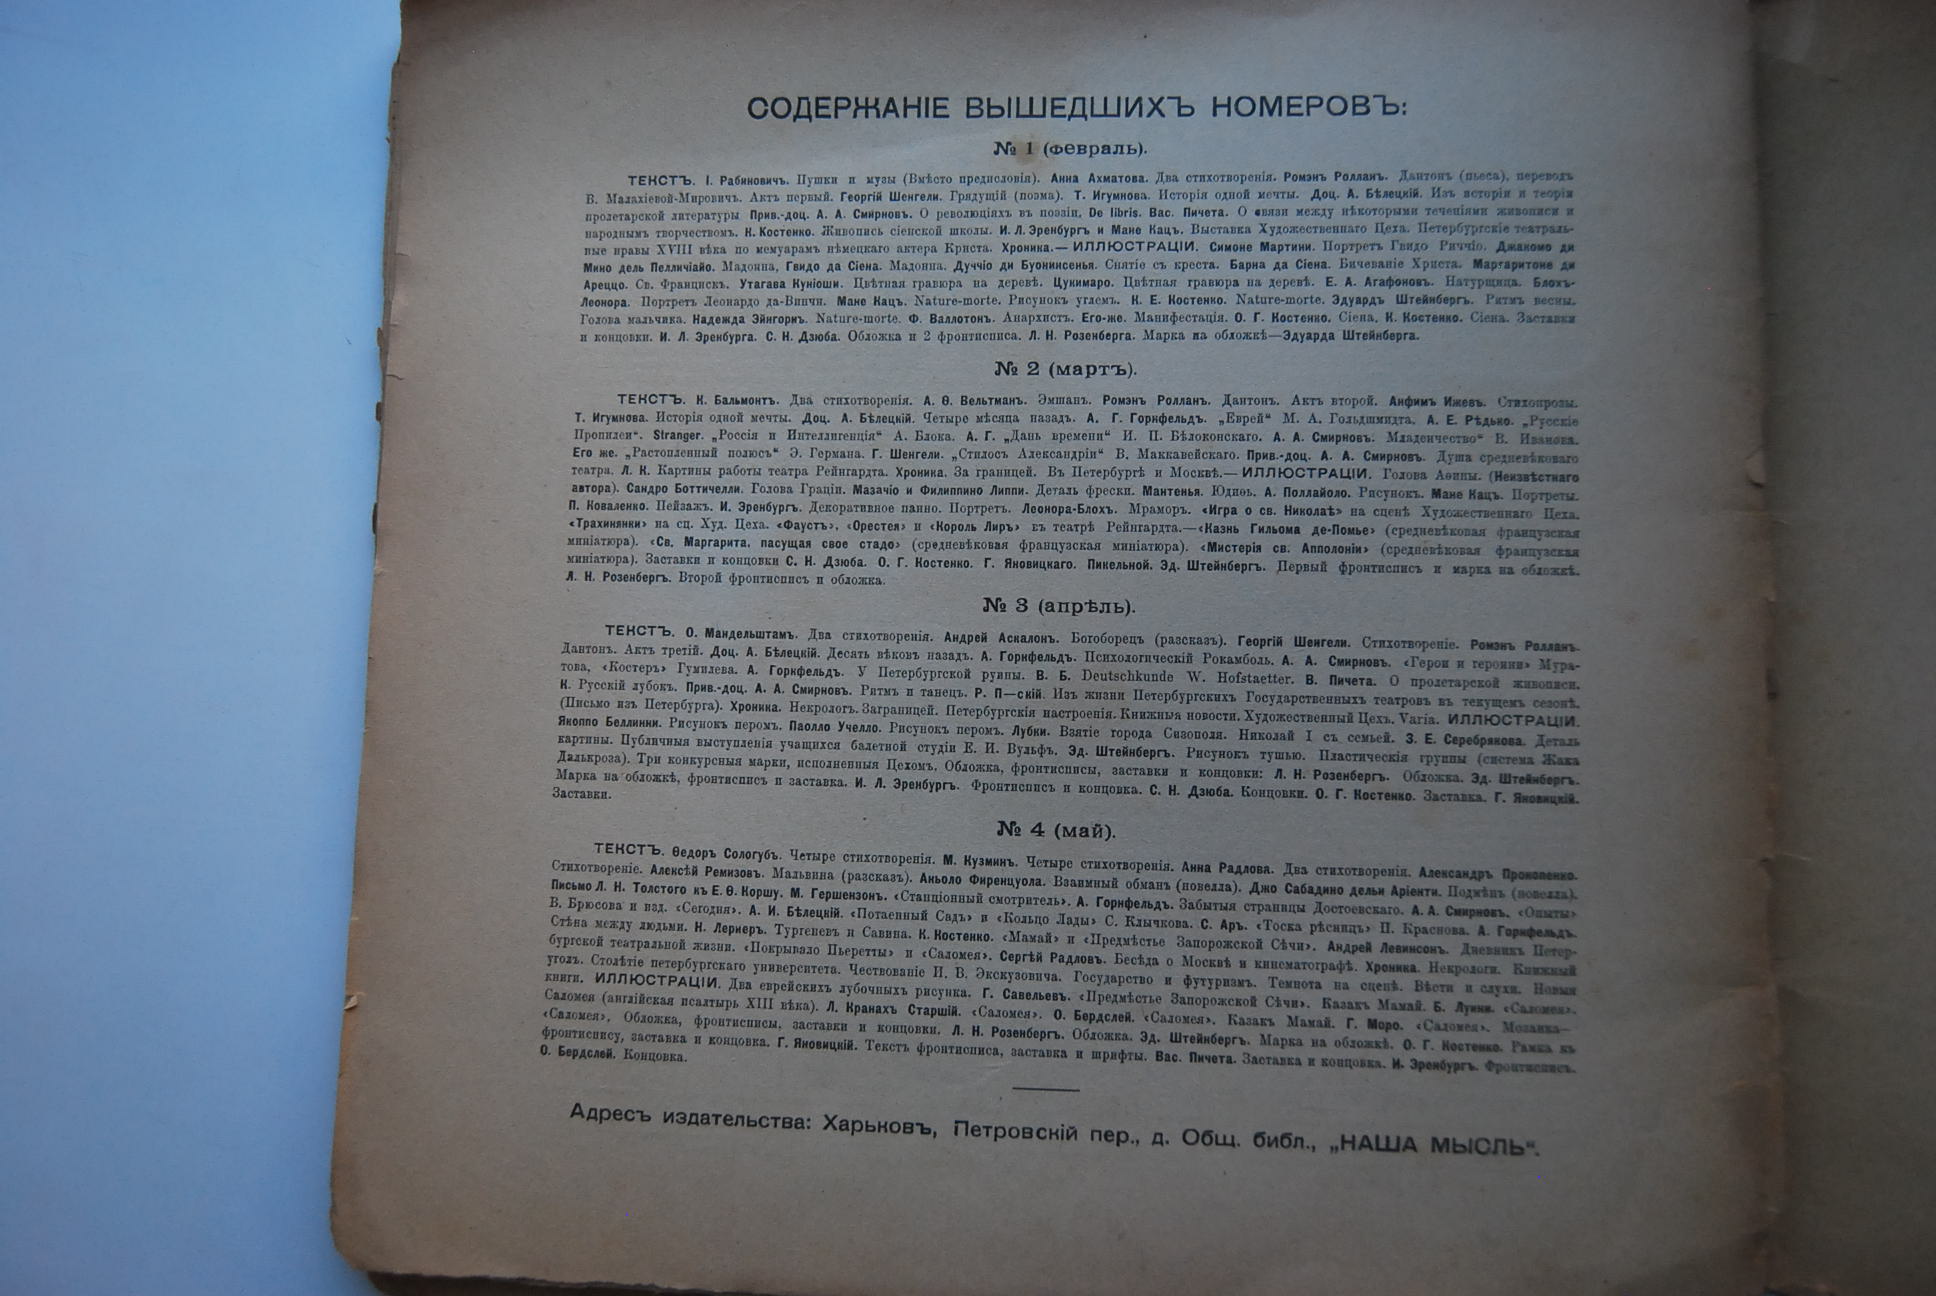 СОДЕРЖАНІЕ ВЫШЕДШИХЪ НОМЕРОВЪ:
№ 1 (февраль).
ТЕКСТЪ. І. Рабиновичъ. Пушки и музы (Вмѣсто предисловія). Анна Ахматова. Два стихотворенія. Ромэнъ Ролланъ. Дантонъ (пьеса), переводъ
В. Малахіевой-Мировичъ. Актъ первый. Георгій Шенгели. Грядущій (поэма). Т. Игумнова. Исторія одной мечты. Доц. А. Бѣлецкій. Изъ исторіи и теоріи
пролетарской литературы Прив.-доц. А. А. Смирновъ. О революціяхъ въ поэзіи. De libris. Вас. Пичета. О связи между нѣкоторыми теченіями живописи и
народнымъ творчествомъ. К. Костенко. Живопись сіенской школы. И. Л. Эренбургъ и Мане Кацъ. Выставка Художественнаго Цеха. Петербургскіе театраль-
ные нравы XVIII вѣка по мемуарамъ нѣмецкаго актера Криста. Хроника.— ИЛЛЮСТРАЦІИ. Симоне Мартини. Портретъ Гвидо Риччіо. Джакомо ди
Мино дель Пелличіайо. Мадонна, Гвидо да Сіена. Мадонна. Дуччіо ди Буонинсенья. Снятіе съ креста. Барна да Сіена. Бичеваніе Христа. Маргаритоне ди
Ареццо. Св. Францискъ. Утагава Куніоши. Цвѣтная гравюра на деревѣ. Цукимаро. Цвѣтная гравюра на деревѣ. Е. А. Агафоновъ. Натурщица. Блохъ-
Леонора. Портретъ Леонардо да-Винчи. Мане Кацъ. Nature-morte. Рисунокъ углемъ. К. Е. Костенко. Nature-morte. Эдуардъ Штейнбергъ. Ритмъ весны.
Голова мальчика. Надежда Эйнгорнъ. Nature-morte. Ф. Валлотонъ. Анархистъ. Его-же. Манифестація. О. Г. Костенко. Сіена. К. Костенко. Сіена. Заставки
и концовки. И. Л. Эренбурга. С. Н. Дзюба. Обложка и 2 фронтисписа. Л. Н. Розенберга. Марка на обложкѣ—Эдуарда Штейнберга.
№ 2 (мартъ).
ТЕКСТЪ. К. Бальмонтъ. Два стихотворенія. А. Ѳ. Вельтманъ. Эмшанъ. Ромэнъ Ролланъ. Дантонъ. Актъ второй. Анфимъ Ижевъ. Стихопрозы.
Т. Игумнова. Исторія одной мечты. Доц. А. Бѣлецкій. Четыре мѣсяца назадъ. А. Г. Горнфельдъ. „Еврей“ М. А. Гольдшмидта. А. Е. Рѣдько. „Русскіе
Пропилеи“. Stranger. „Россія и Интеллигенція“ А. Блока. А. Г. „Дань времени“ И. П. Бѣлоконскаго. А. А. Смирновъ. Младенчество“ В. Иванова.
Его же. „Растопленный полюсъ“ Э. Германа. Г. Шенгели. „Стилосъ Александріи“ В. Маккавейскаго. Прив.-доц. А. А. Смирновъ. Душа средневѣковаго
театра. Л. К. Картины работы театра Рейнгардта. Хроника. За границей. Въ Петербургѣ и Москвѣ.— ИЛЛЮСТРАЦІИ. Голова Аѳины. (Неизвѣстнаго
автора). Сандро Боттичелли. Голова Граціи. Мазачіо и Филиппино Липпи. Деталь фрески. Мантенья. Юдиѳь. А. Поллайоло. Рисунокъ. Мане Кацъ. Портреты.
П. Коваленко. Пейзажъ. И. Эренбургъ. Декоративное панно. Портретъ. Леонора-Блохъ. Мраморъ. «Игра о св. Николаѣ» на сценѣ Художественнаго Цеха.
«Трахинянки» на сц. Худ. Цеха. «Фаустъ», «Орестея» и «Король Лиръ» въ театрѣ Рейнгардта.—«Казнь Гильома де-Помье» (средневѣковая французская
миніатюра). «Св. Маргарита, пасущая свое стадо» (средневѣковая французская миніатюра). «Мистерія св. Апполоніи» (средневѣковая французская
миніатюра). Заставки и концовки С. Н. Дзюба. О. Г. Костенко. Г. Яновицкаго. Пикельной. Эд. Штейнбергъ. Первый фронтисписъ и марка на обложкѣ.
Л. Н. Розенбергъ. Второй фронтисписъ и обложка.
№ 3 (апрѣль).
ТЕКСТЪ. О. Мандельштамъ. Два стихотворенія. Андрей Аскалонъ. Богоборецъ (разсказъ). Георгій Шенгели. Стихотвореніе. Ромэнъ Ролланъ.
Дантонъ. Актъ третій. Доц. А. Бѣлецкій. Десять вѣковъ назадъ. А. Горнфельдъ. Психологическій Рокамболь. А. А. Смирновъ. «Герои и героини» Мура-
това, «Костеръ» Гумилева. А. Горнфельдъ. У Петербургской руины. В. Б. Deutschkunde W. Hofstaetter. В. Пичета. О пролетарской живописи.
К. Русскій лубокъ. Прив.-доц. А. А. Смирновъ. Ритмъ и танецъ. Р. П—скій. Изъ жизни Петербургскихъ Государственныхъ театровъ въ текущемъ сезонѣ.
(Письмо изъ Петербурга). Хроника. Некрологъ. Заграницей. Петербургскія настроенія. Книжныя новости. Художественный Цехъ. Varia. ИЛЛЮСТРАЦІИ.
Якоппо Беллинни. Рисунокъ перомъ. Паолло Учелло. Рисунокъ перомъ. Лубки. Взятіе города Сизополя. Николай I съ семьей. З. Е. Серебрякова. Деталь
картины. Публичныя выступленія учащихся балетной студіи Е. И. Вульфъ. Эд. Штейнбергъ. Рисунокъ тушью. Пластическія группы (система Жака
Далькроза). Три конкурсныя марки, исполненныя Цехомъ. Обложка, фронтисписы, заставки и концовки: Л. Н. Розенбергъ. Обложка. Эд. Штейнбергъ.
Марка на обложкѣ, фронтисписъ и заставка. И. Л. Эренбургъ. Фронтисписъ и концовка. С. Н. Дзюба. Концовки. О. Г. Костенко. Заставка. Г. Яновицкій.
Заставки.
№ 4 (май).
ТЕКСТЪ. Ѳедоръ Сологубъ. Четыре стихотворенія. М. Кузминъ. Четыре стихотворенія. Анна Радлова. Два стихотворенія. Александръ Прокопенко.
Стихотвореніе. Алексѣй Ремизовъ. Мальвина (разсказъ). Аньоло Фиренцуола. Взаимный обманъ (новелла). Джо Сабадино дельи Аріенти. Подмѣнъ (новелла).
Письмо Л. Н. Толстого къ Е. Ѳ. Коршу. М. Гершензонъ. «Станціонный смотритель». А. Горнфельдъ. Забытыя страницы Достоевскаго. А. А. Смирновъ. «Опыты»
В. Брюсова и изд. «Сегодня». А. И. Бѣлецкій. «Потаенный Садъ» и «Кольцо Лады» С. Клычкова. С. Аръ. «Тоска рѣсницъ» П. Краснова. А. Горнфельдъ.
Стѣна между людьми. Н. Лернеръ. Тургеневъ и Савина. К. Костенко. «Мамай» и «Предмѣстье Запорожской Сѣчи». Андрей Левинсонъ. Дневникъ Петер-
бургской театральной жизни. «Покрывало Пьеретты» и «Саломея». Сергѣй Радловъ. Бесѣда о Москвѣ и кинематографѣ. Хроника. Некрологи. Книжный
уголъ. Столѣтіе петербургскаго университета. Чествованіе И. В. Экскузовича. Государство и футуризмъ. Темнота на сценѣ. Вѣсти и слухи. Новыя
книги. ИЛЛЮСТРАЦІИ. Два еврейскихъ лубочныхъ рисунка. Г. Савельевъ. «Предмѣстье Запорожской Сѣчи». Казакъ Мамай. Б. Луини. «Саломея».
Саломея (англійская псалтырь XIII вѣка). Л. Кранахъ Старшій. «Саломея». О. Бердслей. «Саломея». Казакъ Мамай. Г. Моро. «Саломея». Мозаика—
«Саломея». Обложка, фронтисписы, заставки и концовки. Л. Н. Розенбергъ. Обложка. Эд. Штейнбергъ. Марка на обложкѣ. О. Г. Костенко. Рамка къ
фронтиспису, заставка и концовка. Г. Яновицкій. Текстъ фронтисписа, заставка и шрифты. Вас. Пичета. Заставка и концовка. И. Эренбургъ. Фронтисписъ.
О. Бердслей. Концовка.
Адресъ издательства: Харьковъ, Петровскій пер., д. Общ. библ., „НАША МЫСЛЬ“.